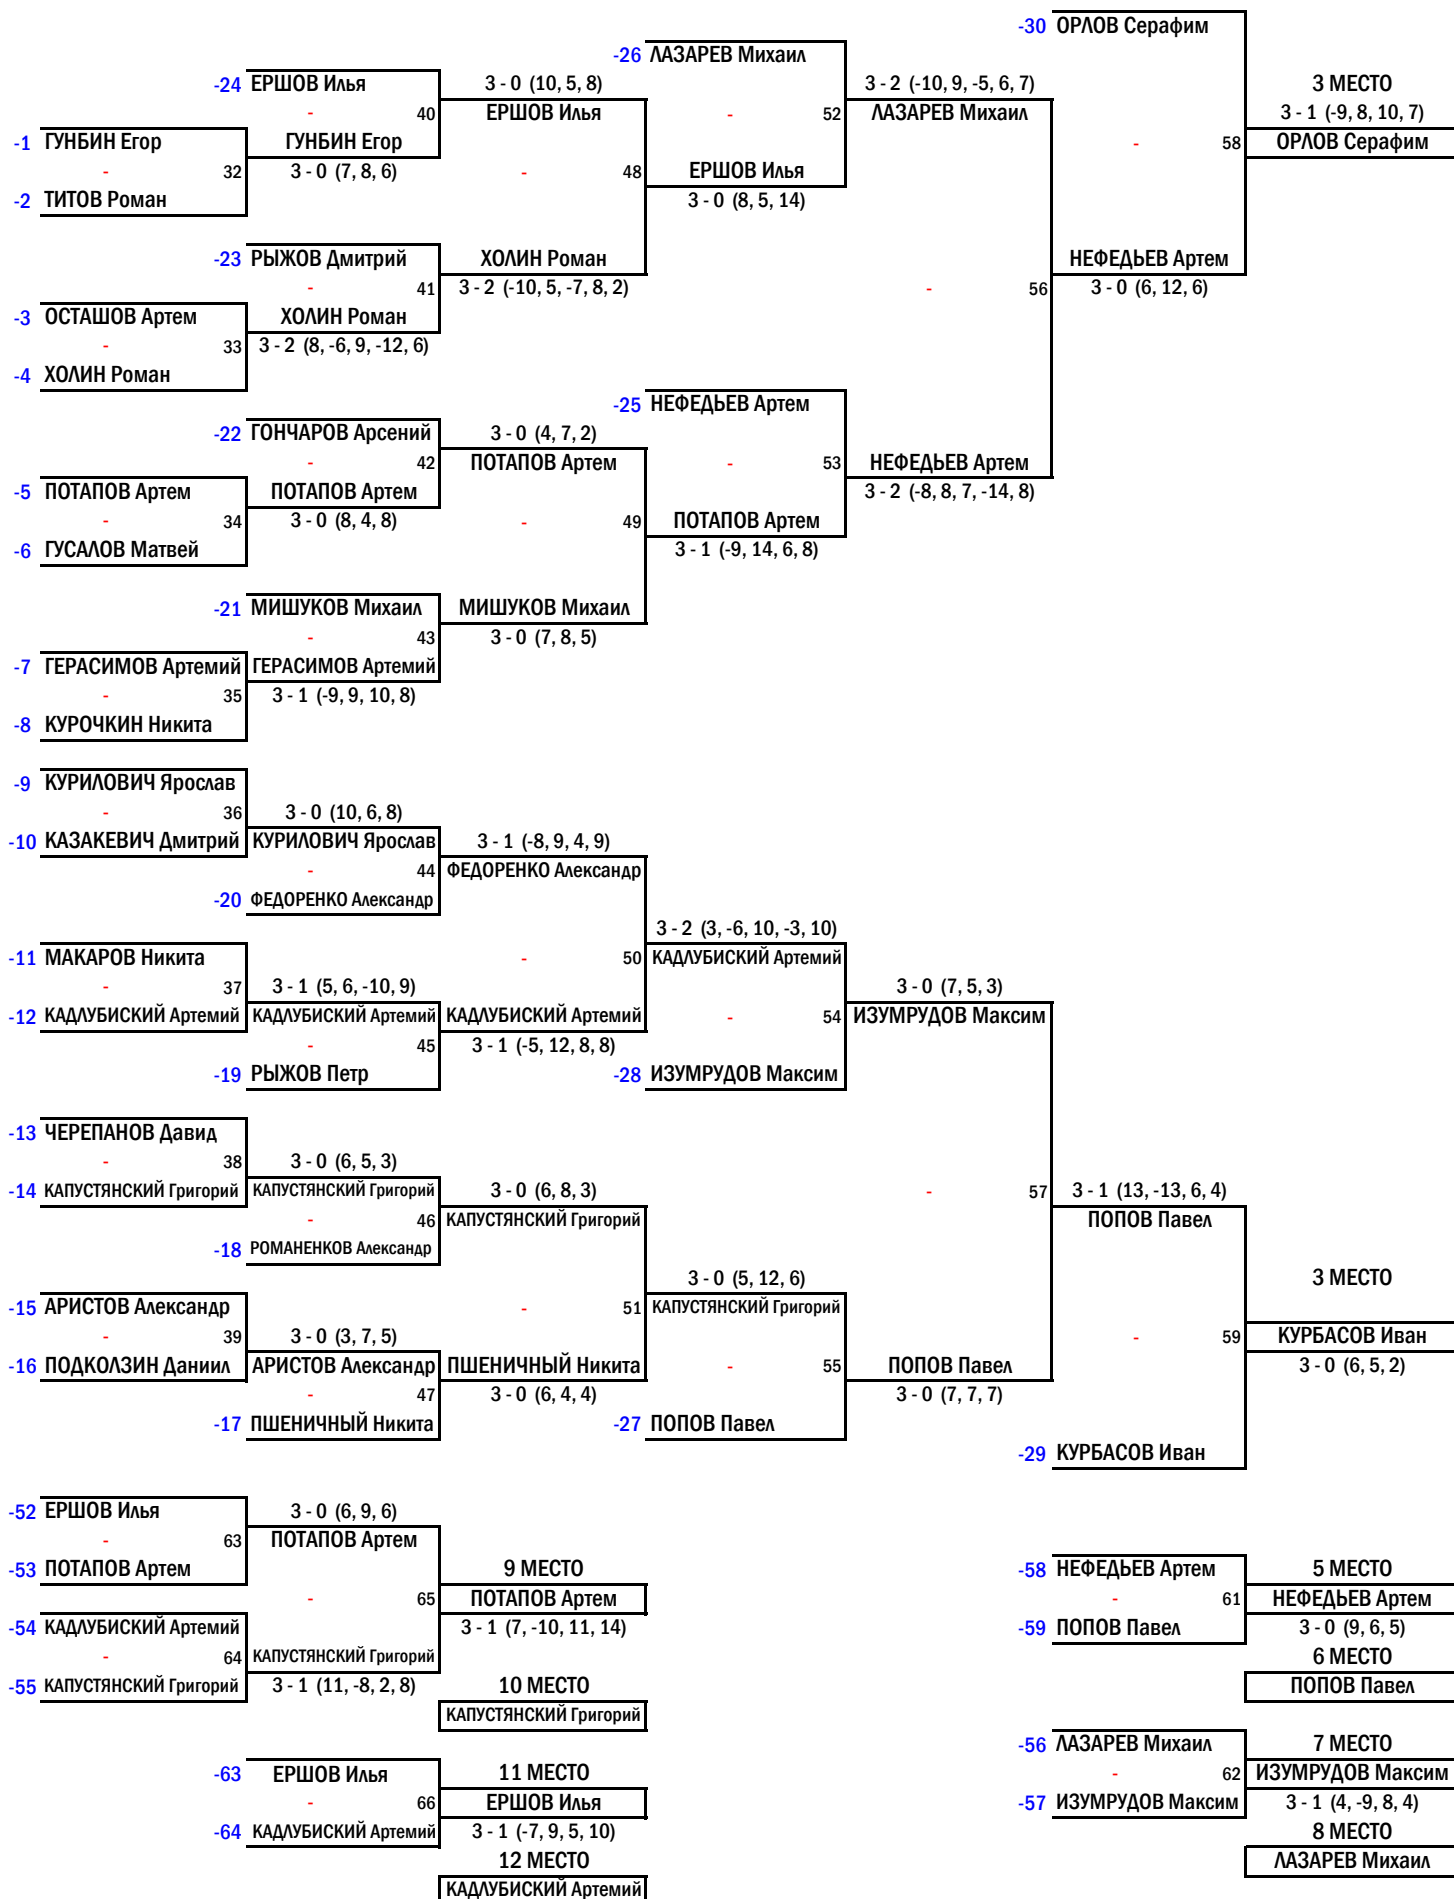 -30 ОРЛОВ Серафим
-26 ЛАЗАРЕВ Михаил
-24 ЕРШОВ Илья 3 - 0 (10, 5, 8) 3 - 2 (-10, 9, -5, 6, 7) 3 МЕСТО
- 40 ЕРШОВ Илья - 52 ЛАЗАРЕВ Михаил 3 - 1 (-9, 8, 10, 7)
-1 ГУНБИН Егор ГУНБИН Егор - 58 ОРЛОВ Серафим
- 32 3 - 0 (7, 8, 6) - 48 ЕРШОВ Илья
-2 ТИТОВ Роман 3 - 0 (8, 5, 14)
-23 РЫЖОВ Дмитрий ХОЛИН Роман НЕФЕДЬЕВ Артем
- 41 3 - 2 (-10, 5, -7, 8, 2) - 56 3 - 0 (6, 12, 6)
-3 ОСТАШОВ Артем ХОЛИН Роман
- 33 3 - 2 (8, -6, 9, -12, 6)
-4 ХОЛИН Роман
-25 НЕФЕДЬЕВ Артем
-22 ГОНЧАРОВ Арсений 3 - 0 (4, 7, 2)
- 42 ПОТАПОВ Артем - 53 НЕФЕДЬЕВ Артем
-5 ПОТАПОВ Артем ПОТАПОВ Артем 3 - 2 (-8, 8, 7, -14, 8)
- 34 3 - 0 (8, 4, 8) - 49 ПОТАПОВ Артем
-6 ГУСАЛОВ Матвей 3 - 1 (-9, 14, 6, 8)
-21 МИШУКОВ Михаил МИШУКОВ Михаил
- 43 3 - 0 (7, 8, 5)
-7 ГЕРАСИМОВ Артемий ГЕРАСИМОВ Артемий
- 35 3 - 1 (-9, 9, 10, 8)
-8 КУРОЧКИН Никита
-9 КУРИЛОВИЧ Ярослав
- 36 3 - 0 (10, 6, 8)
-10 КАЗАКЕВИЧ Дмитрий КУРИЛОВИЧ Ярослав 3 - 1 (-8, 9, 4, 9)
- 44 ФЕДОРЕНКО Александр
-20 ФЕДОРЕНКО Александр
3 - 2 (3, -6, 10, -3, 10)
-11 МАКАРОВ Никита - 50 КАДЛУБИСКИЙ Артемий
- 37 3 - 1 (5, 6, -10, 9) 3 - 0 (7, 5, 3)
-12 КАДЛУБИСКИЙ Артемий КАДЛУБИСКИЙ Артемий КАДЛУБИСКИЙ Артемий - 54 ИЗУМРУДОВ Максим
- 45 3 - 1 (-5, 12, 8, 8)
-19 РЫЖОВ Петр -28 ИЗУМРУДОВ Максим
-13 ЧЕРЕПАНОВ Давид
- 38 3 - 0 (6, 5, 3)
-14 КАПУСТЯНСКИЙ Григорий КАПУСТЯНСКИЙ Григорий 3 - 0 (6, 8, 3) - 57 3 - 1 (13, -13, 6, 4)
- 46 КАПУСТЯНСКИЙ Григорий ПОПОВ Павел
-18 РОМАНЕНКОВ Александр
3 - 0 (5, 12, 6) 3 МЕСТО
-15 АРИСТОВ Александр - 51 КАПУСТЯНСКИЙ Григорий
- 39 3 - 0 (3, 7, 5) - 59 КУРБАСОВ Иван
-16 ПОДКОЛЗИН Даниил АРИСТОВ Александр ПШЕНИЧНЫЙ Никита - 55 ПОПОВ Павел 3 - 0 (6, 5, 2)
- 47 3 - 0 (6, 4, 4) 3 - 0 (7, 7, 7)
-17 ПШЕНИЧНЫЙ Никита -27 ПОПОВ Павел
-29 КУРБАСОВ Иван
-52 ЕРШОВ Илья 3 - 0 (6, 9, 6)
- 63 ПОТАПОВ Артем
-53 ПОТАПОВ Артем 9 МЕСТО -58 НЕФЕДЬЕВ Артем 5 МЕСТО
- 65 ПОТАПОВ Артем - 61 НЕФЕДЬЕВ Артем
-54 КАДЛУБИСКИЙ Артемий 3 - 1 (7, -10, 11, 14) -59 ПОПОВ Павел 3 - 0 (9, 6, 5)
- 64 КАПУСТЯНСКИЙ Григорий 6 МЕСТО
-55 КАПУСТЯНСКИЙ Григорий 3 - 1 (11, -8, 2, 8) 10 МЕСТО ПОПОВ Павел
КАПУСТЯНСКИЙ Григорий
-56 ЛАЗАРЕВ Михаил 7 МЕСТО
-63 ЕРШОВ Илья 11 МЕСТО - 62 ИЗУМРУДОВ Максим
- 66 ЕРШОВ Илья -57 ИЗУМРУДОВ Максим 3 - 1 (4, -9, 8, 4)
-64 КАДЛУБИСКИЙ Артемий 3 - 1 (-7, 9, 5, 10) 8 МЕСТО
12 МЕСТО ЛАЗАРЕВ Михаил
КАДЛУБИСКИЙ Артемий